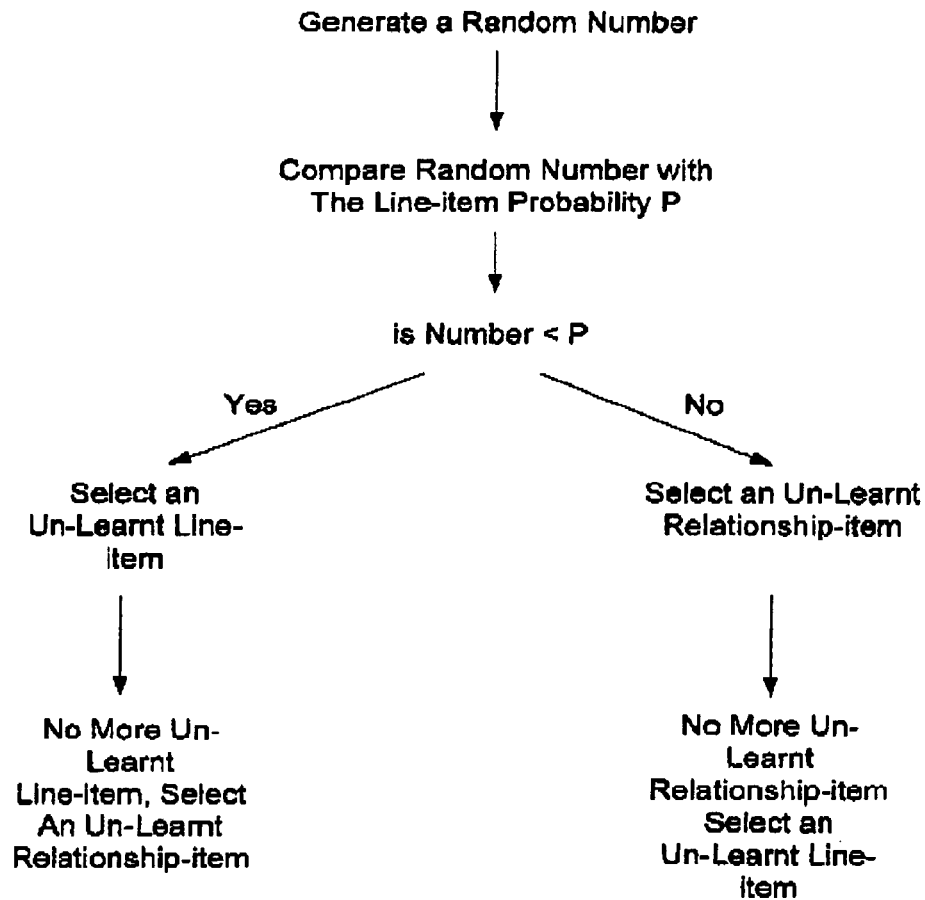 Generate a Random Number
Compare Random Number with
The Line-item Probability P
is Number < P
Yes
No
Select an
Un-Learnt Line-
item
Select an Un-Learnt
Relationship-item
No More Un-
Learnt
Line-item, Select
An Un-Learnt
Relationship-item
No More Un-
Learnt
Relationship-item
Select an
Un-Learnt Line-
item